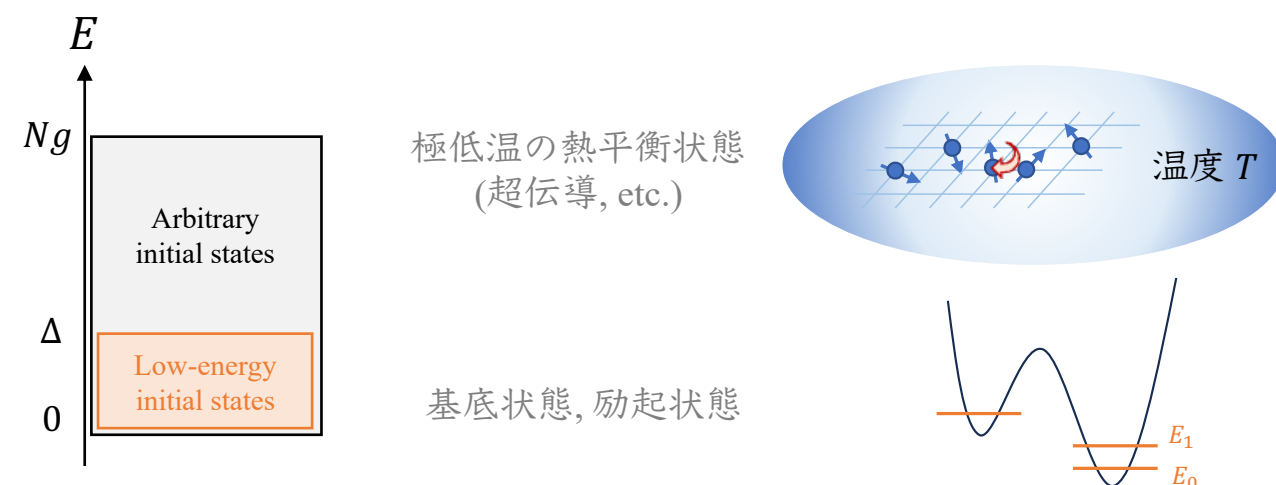 E
Ng
Arbitrary
initial states
Δ
Low-energy
initial states
0
極低温の熱平衡状態
(超伝導, etc.)
温度 T
基底状態, 励起状態
E₁
E₀